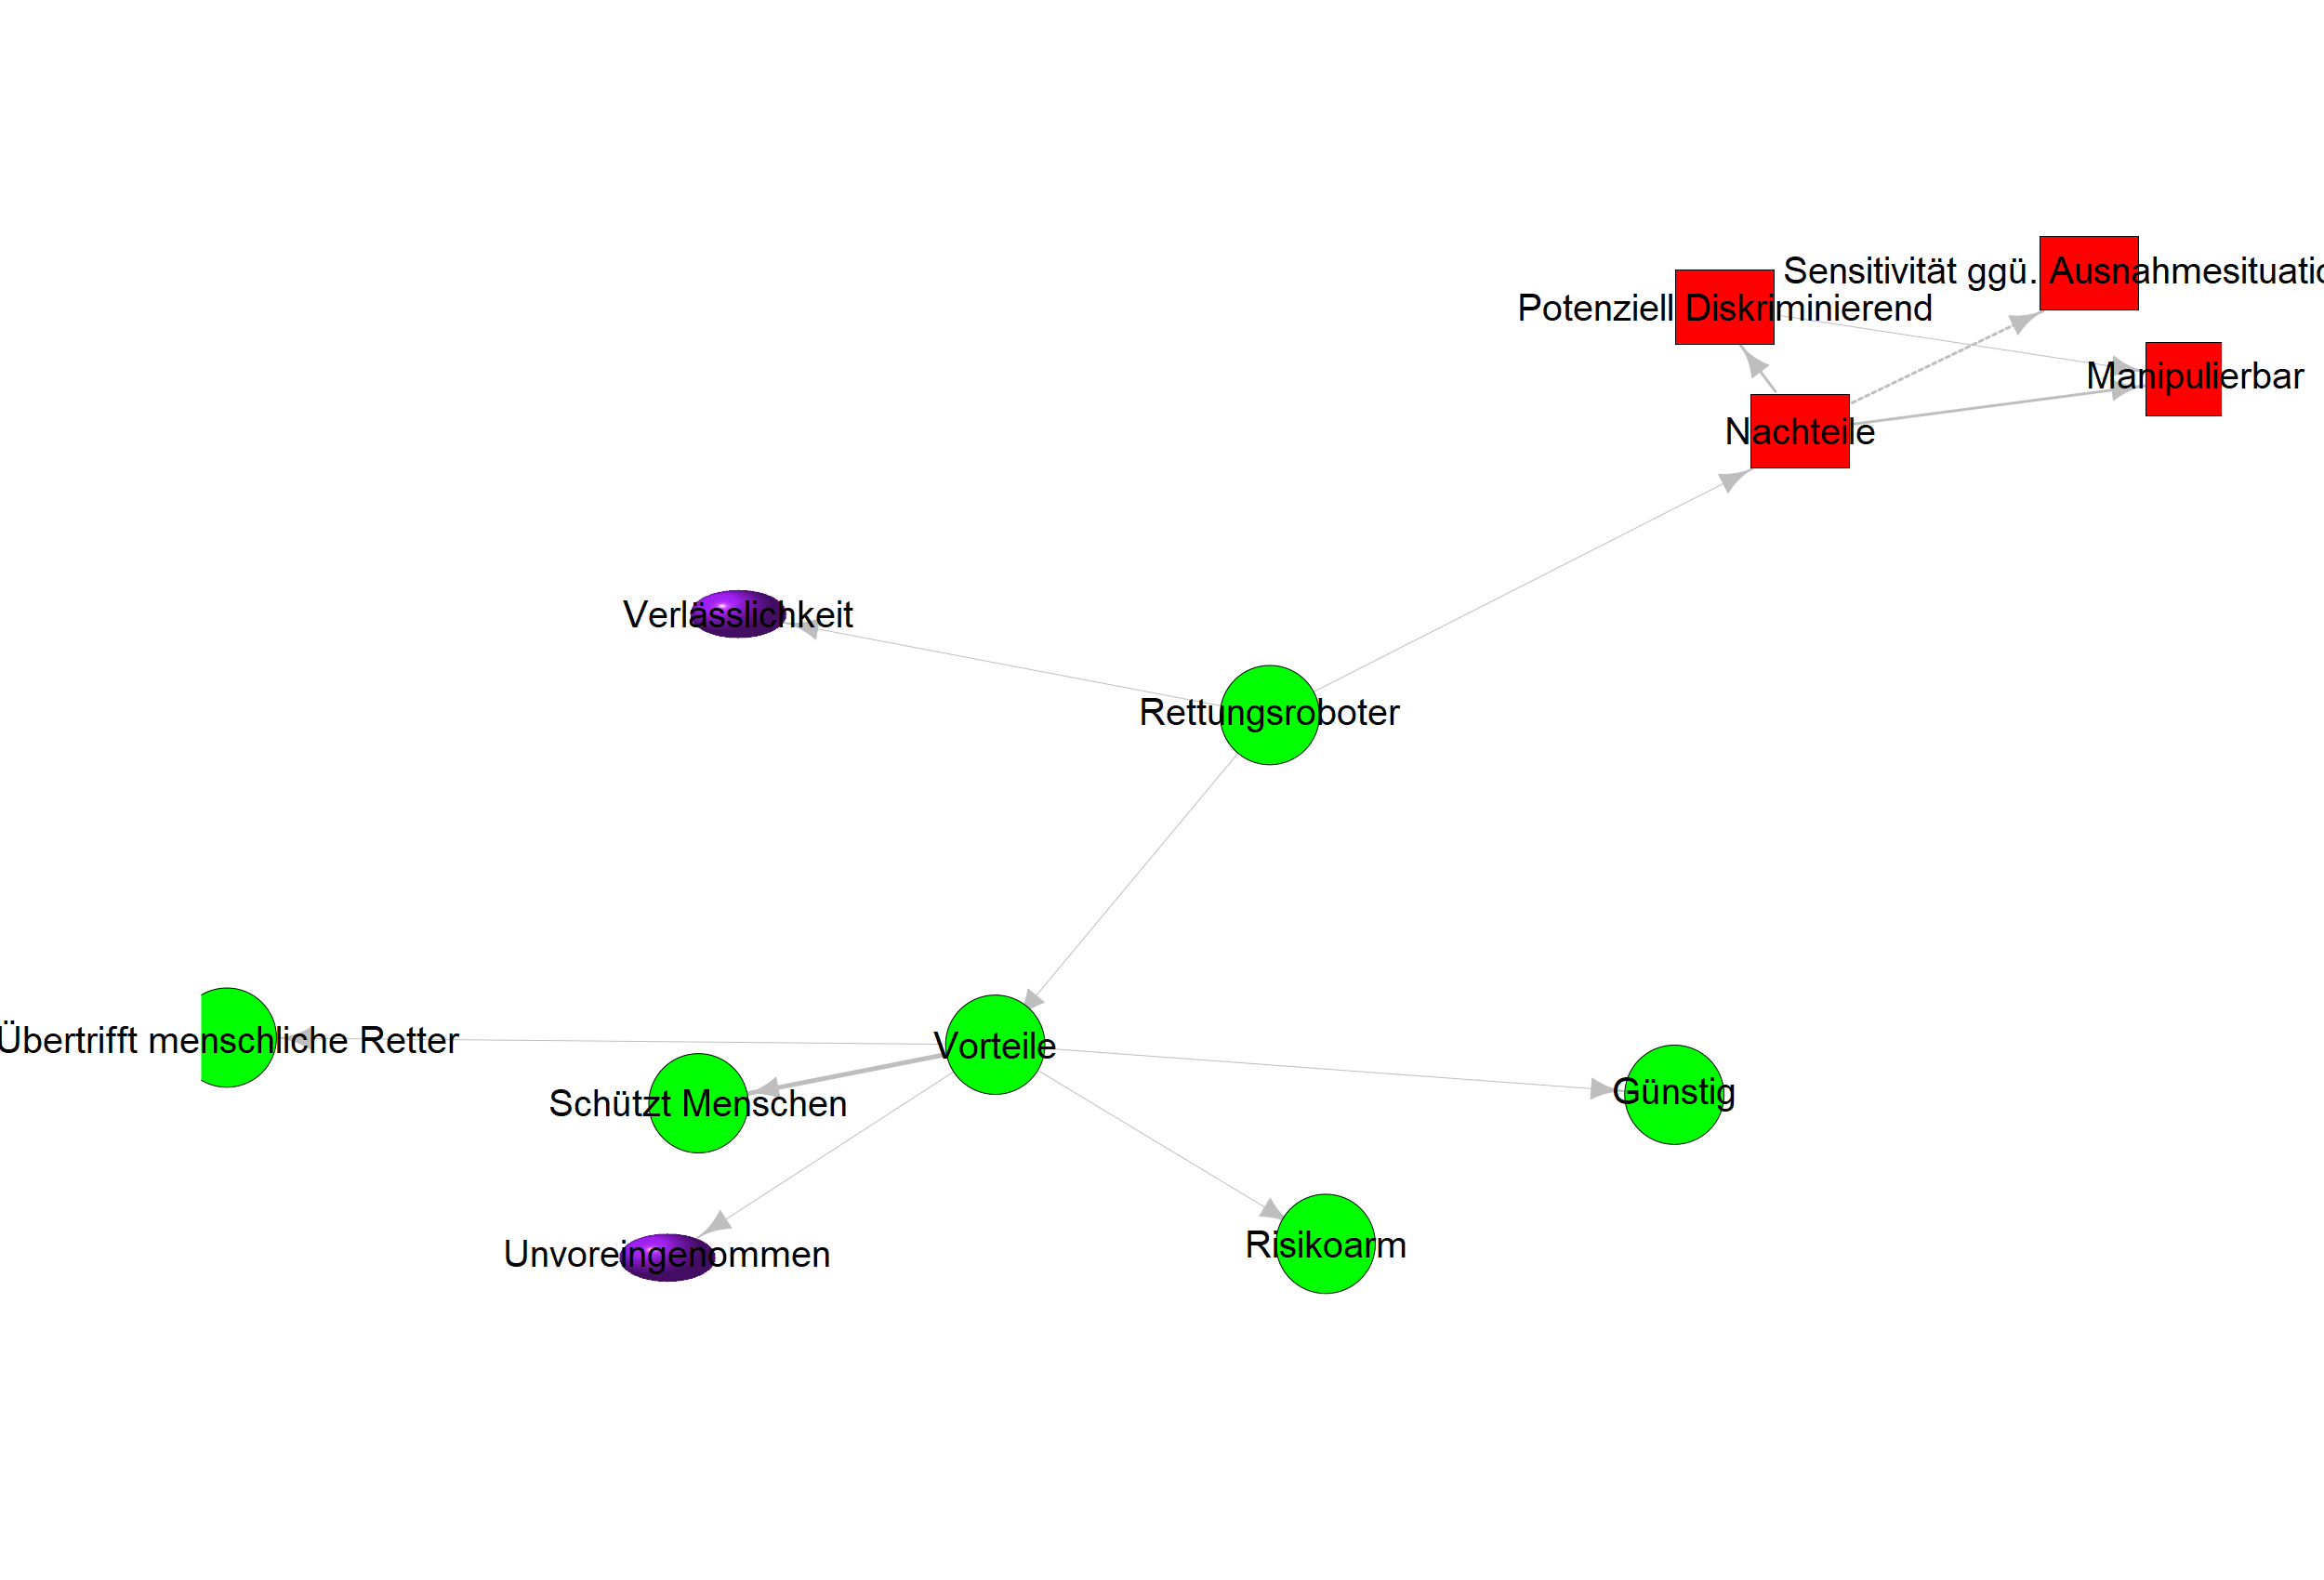 Sensitivität ggü. Ausnahmesituatio
Potenziell Diskriminierend
Manipulierbar
Nachteile
Verlässlichkeit
Rettungsroboter
Übertrifft menschliche Retter
Vorteile
Schützt Menschen
Günstig
Unvoreingenommen
Risikoarm